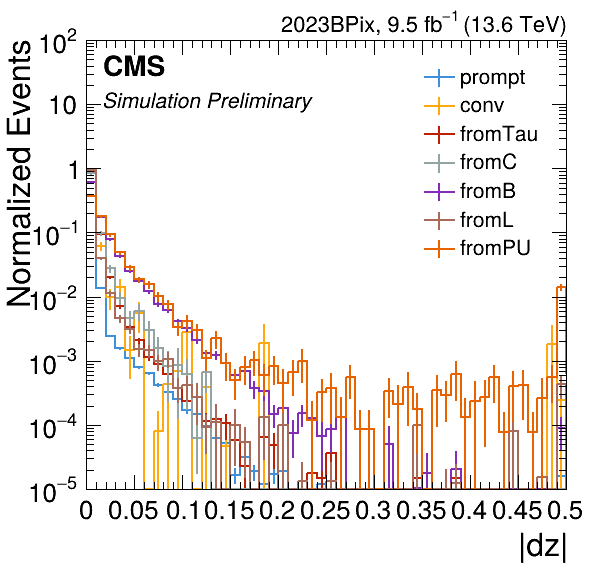 2023BPix, 9.5 fb⁻¹ (13.6 TeV)
CMS
Simulation Preliminary
prompt
conv
fromTau
fromC
fromB
fromL
fromPU
Normalized Events
10²
10
1
10⁻¹
10⁻²
10⁻³
10⁻⁴
10⁻⁵
0 0.05 0.10 0.15 0.2 0.25 0.3 0.35 0.4 0.45 0.5
|dz|